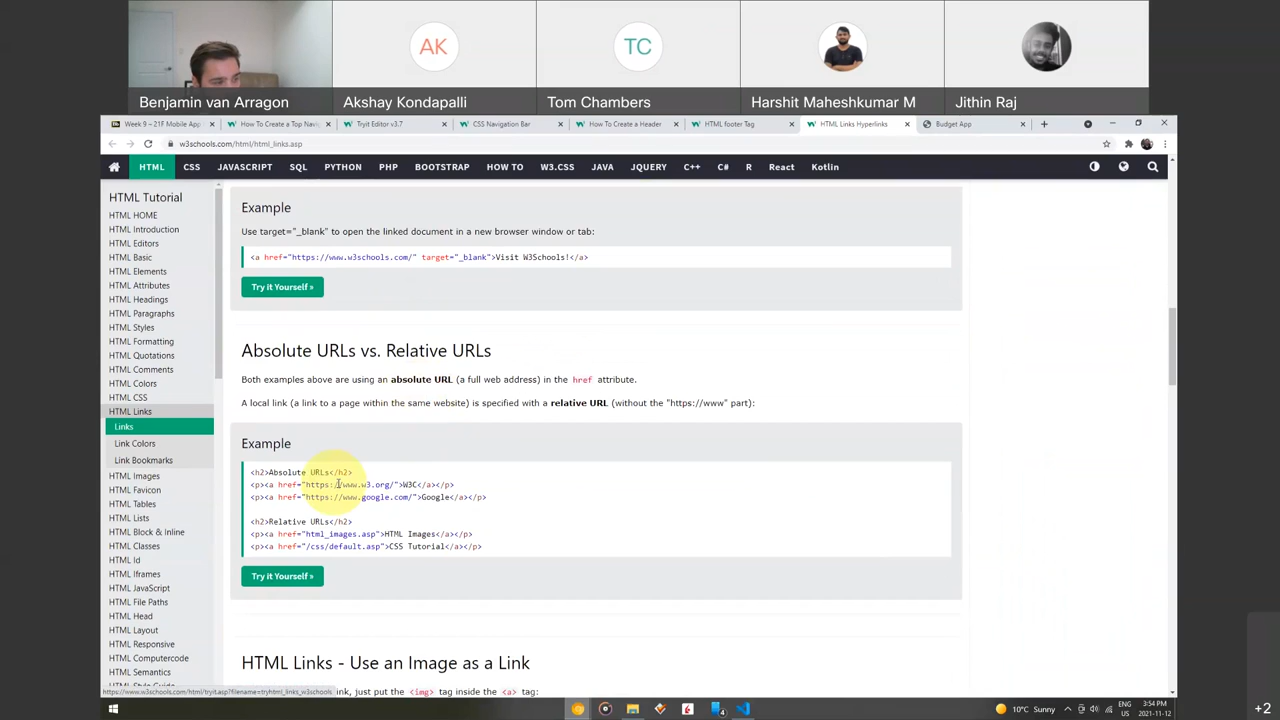 AK
TC
Benjamin van Arragon
Akshay Kondapalli
Tom Chambers
Harshit Maheshkumar M
Jithin Raj
Week 9 – 21F Mobile App
How To Create a Top Navig
Tryit Editor v3.7
CSS Navigation Bar
How To Create a Header
HTML footer Tag
HTML Links Hyperlinks
Budget App
w3schools.com/html/html_links.asp
HTML CSS JAVASCRIPT SQL PYTHON PHP BOOTSTRAP HOW TO W3.CSS JAVA JQUERY C++ C# R React Kotlin
HTML Tutorial
HTML HOME
HTML Introduction
HTML Editors
HTML Basic
HTML Elements
HTML Attributes
HTML Headings
HTML Paragraphs
HTML Styles
HTML Formatting
HTML Quotations
HTML Comments
HTML Colors
HTML CSS
HTML Links
Links
Link Colors
Link Bookmarks
HTML Images
HTML Favicon
HTML Tables
HTML Lists
HTML Block & Inline
HTML Classes
HTML Id
HTML Iframes
HTML JavaScript
HTML File Paths
HTML Head
HTML Layout
HTML Responsive
HTML Computercode
HTML Semantics
HTML Style Guide
Example
Use target="_blank" to open the linked document in a new browser window or tab:
<a href="https://www.w3schools.com/" target="_blank">Visit W3Schools!</a>
Try it Yourself »
Absolute URLs vs. Relative URLs
Both examples above are using an absolute URL (a full web address) in the href attribute.
A local link (a link to a page within the same website) is specified with a relative URL (without the "https://www" part):
Example
<h2>Absolute URLs</h2>
<p><a href="https://www.w3.org/">W3C</a></p>
<p><a href="https://www.google.com/">Google</a></p>
<h2>Relative URLs</h2>
<p><a href="html_images.asp">HTML Images</a></p>
<p><a href="/css/default.asp">CSS Tutorial</a></p>
Try it Yourself »
HTML Links - Use an Image as a Link
ink, just put the <img> tag inside the <a> tag:
https://www.w3schools.com/html/tryit.asp?filename=tryhtml_links_w3schools
10°C Sunny
ENG
US
3:54 PM
2021-11-12
+2